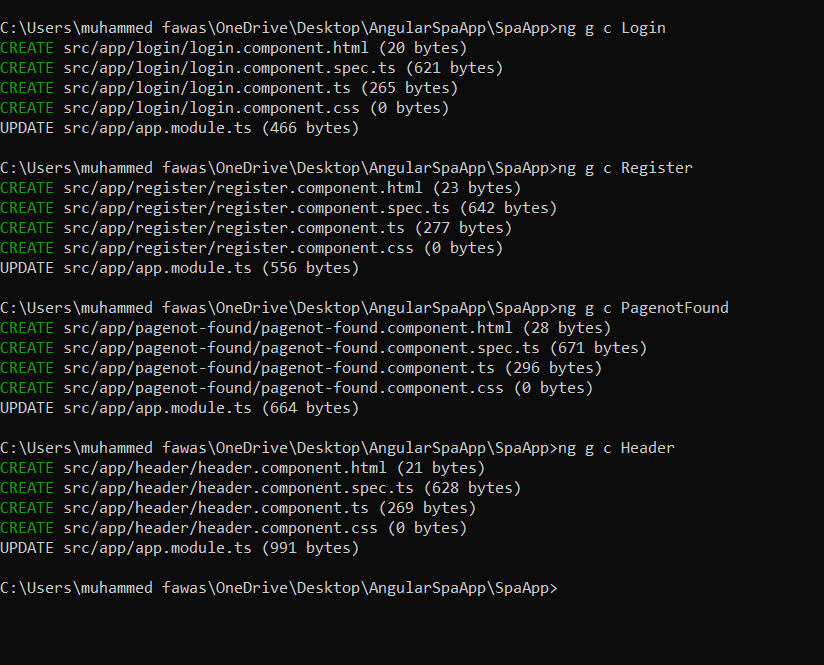 C:\Users\muhammed fawas\OneDrive\Desktop\AngularSpaApp\SpaApp>ng g c Login
CREATE src/app/login/login.component.html (20 bytes)
CREATE src/app/login/login.component.spec.ts (621 bytes)
CREATE src/app/login/login.component.ts (265 bytes)
CREATE src/app/login/login.component.css (0 bytes)
UPDATE src/app/app.module.ts (466 bytes)
C:\Users\muhammed fawas\OneDrive\Desktop\AngularSpaApp\SpaApp>ng g c Register
CREATE src/app/register/register.component.html (23 bytes)
CREATE src/app/register/register.component.spec.ts (642 bytes)
CREATE src/app/register/register.component.ts (277 bytes)
CREATE src/app/register/register.component.css (0 bytes)
UPDATE src/app/app.module.ts (556 bytes)
C:\Users\muhammed fawas\OneDrive\Desktop\AngularSpaApp\SpaApp>ng g c PagenotFound
CREATE src/app/pagenot-found/pagenot-found.component.html (28 bytes)
CREATE src/app/pagenot-found/pagenot-found.component.spec.ts (671 bytes)
CREATE src/app/pagenot-found/pagenot-found.component.ts (296 bytes)
CREATE src/app/pagenot-found/pagenot-found.component.css (0 bytes)
UPDATE src/app/app.module.ts (664 bytes)
C:\Users\muhammed fawas\OneDrive\Desktop\AngularSpaApp\SpaApp>ng g c Header
CREATE src/app/header/header.component.html (21 bytes)
CREATE src/app/header/header.component.spec.ts (628 bytes)
CREATE src/app/header/header.component.ts (269 bytes)
CREATE src/app/header/header.component.css (0 bytes)
UPDATE src/app/app.module.ts (991 bytes)
C:\Users\muhammed fawas\OneDrive\Desktop\AngularSpaApp\SpaApp>